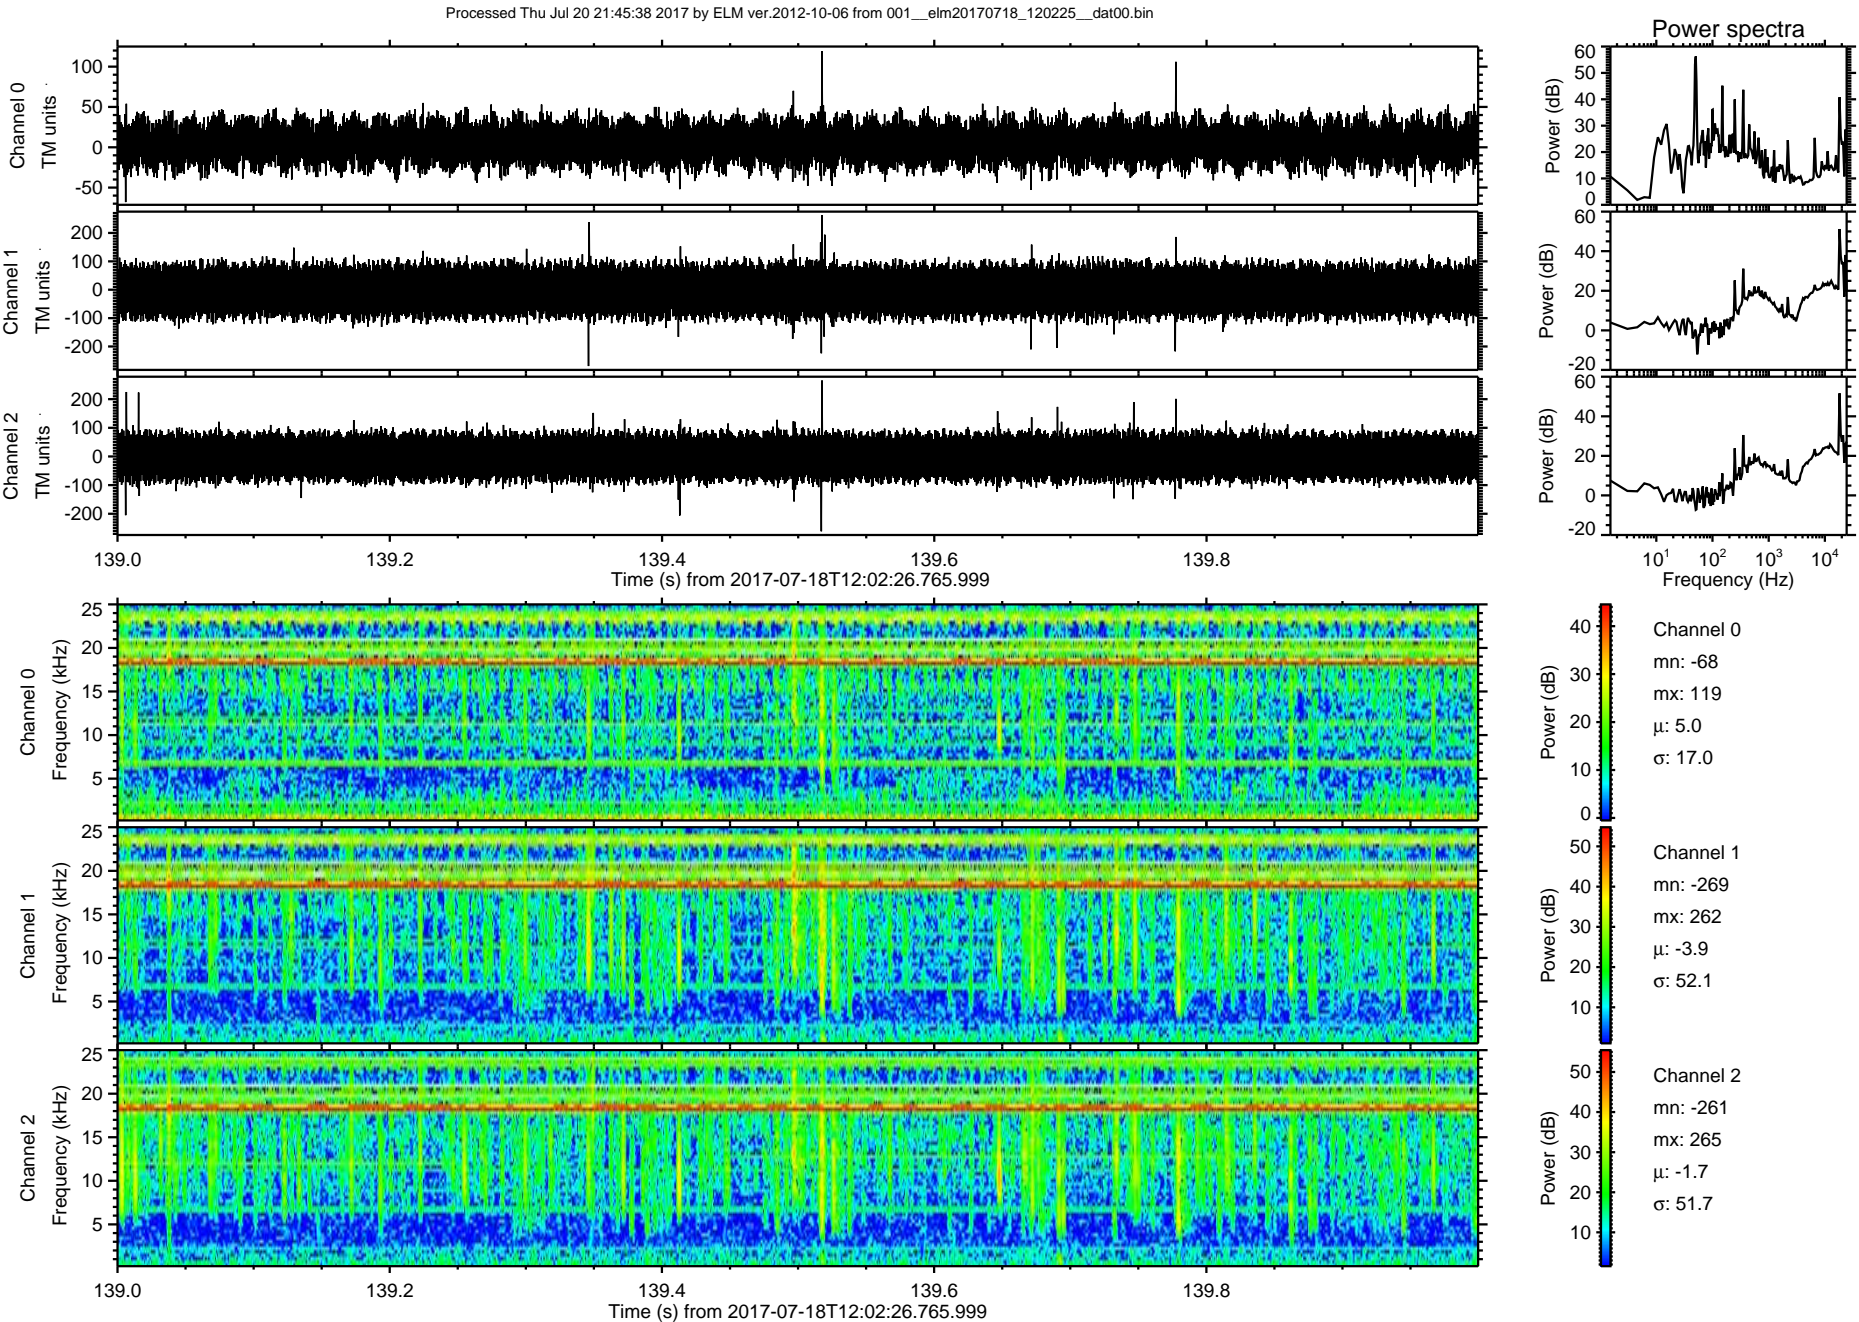 Processed Thu Jul 20 21:45:38 2017 by ELM ver.2012-10-06 from 001__elm20170718_120225__dat00.bin
Power spectra
Channel 0
TM units
100
50
0
-50
Power (dB)
60
50
40
30
20
10
0
Channel 1
TM units
200
100
0
-100
-200
Power (dB)
60
40
20
0
-20
Channel 2
TM units
200
100
0
-100
-200
Power (dB)
60
40
20
0
-20
139.0
139.2
139.4
139.6
139.8
Time (s) from 2017-07-18T12:02:26.765.999
10¹
10²
10³
10⁴
Frequency (Hz)
Channel 0
Frequency (kHz)
25
20
15
10
5
Power (dB)
40
30
20
10
0
Channel 0
mn: -68
mx: 119
μ: 5.0
σ: 17.0
Channel 1
Frequency (kHz)
25
20
15
10
5
Power (dB)
50
40
30
20
10
Channel 1
mn: -269
mx: 262
μ: -3.9
σ: 52.1
Channel 2
Frequency (kHz)
25
20
15
10
5
Power (dB)
50
40
30
20
10
Channel 2
mn: -261
mx: 265
μ: -1.7
σ: 51.7
139.0
139.2
139.4
139.6
139.8
Time (s) from 2017-07-18T12:02:26.765.999